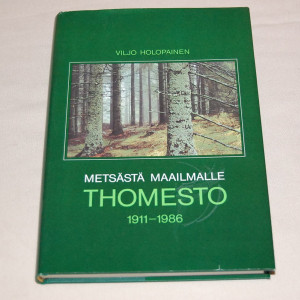 VILJO HOLOPAINEN
METSÄSTÄ MAAILMALLE
THOMESTO
1911–1986